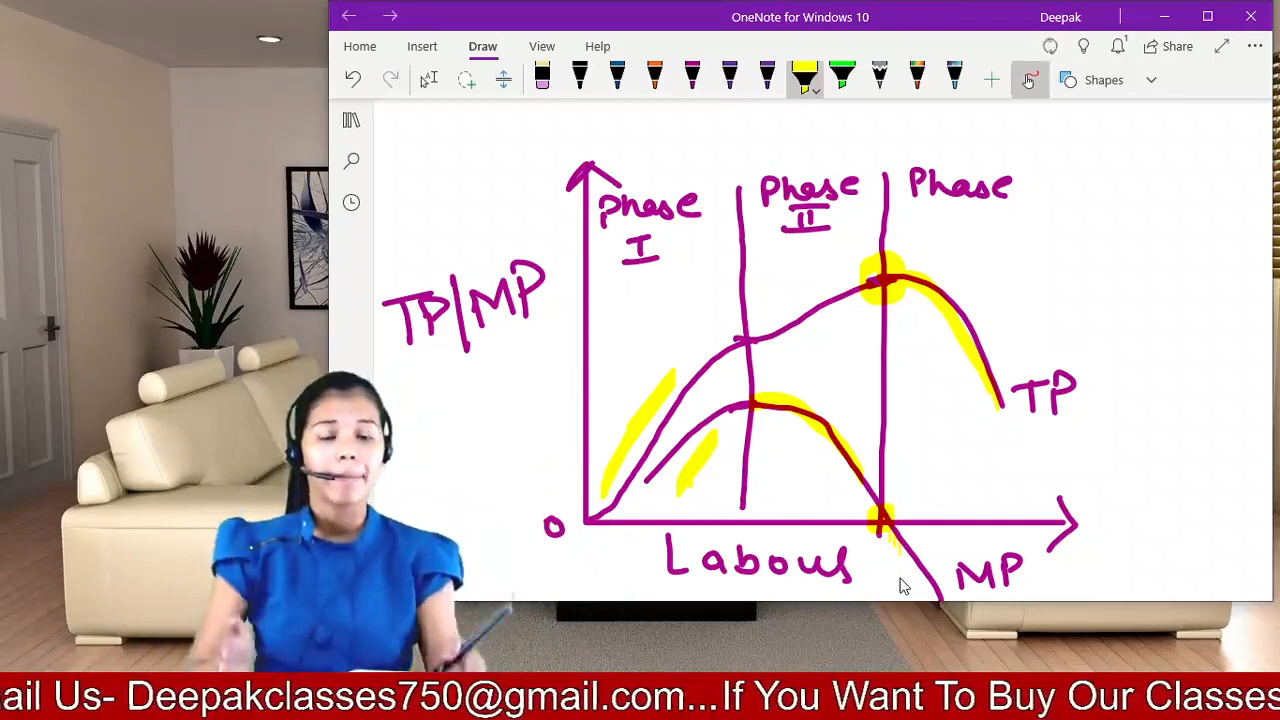 OneNote for Windows 10
Deepak
Home
Insert
Draw
View
Help
Share
Shapes
Phase
I
Phase
II
Phase
TP/MP
TP
O
Labour
MP
ail Us- Deepakclasses750@gmail.com...If You Want To Buy Our Classes